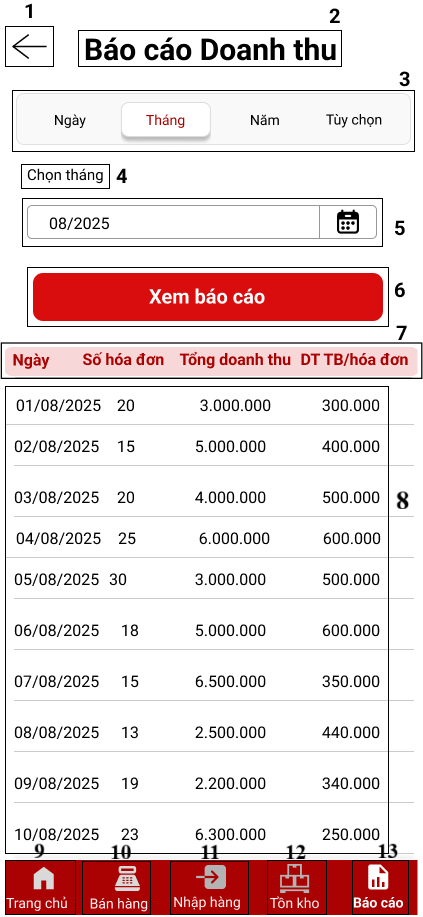 1
2
Báo cáo Doanh thu
3
Ngày Tháng Năm Tùy chọn
Chọn tháng 4
08/2025
5
Xem báo cáo 6
7
Ngày Số hóa đơn Tổng doanh thu DT TB/hóa đơn
01/08/2025 20 3.000.000 300.000
02/08/2025 15 5.000.000 400.000
03/08/2025 20 4.000.000 500.000 8
04/08/2025 25 6.000.000 600.000
05/08/2025 30 3.000.000 500.000
06/08/2025 18 5.000.000 600.000
07/08/2025 15 6.500.000 350.000
08/08/2025 13 2.500.000 440.000
09/08/2025 19 2.200.000 340.000
10/08/2025 23 6.300.000 250.000
9 10 11 12 13
Trang chủ Bán hàng Nhập hàng Tồn kho Báo cáo